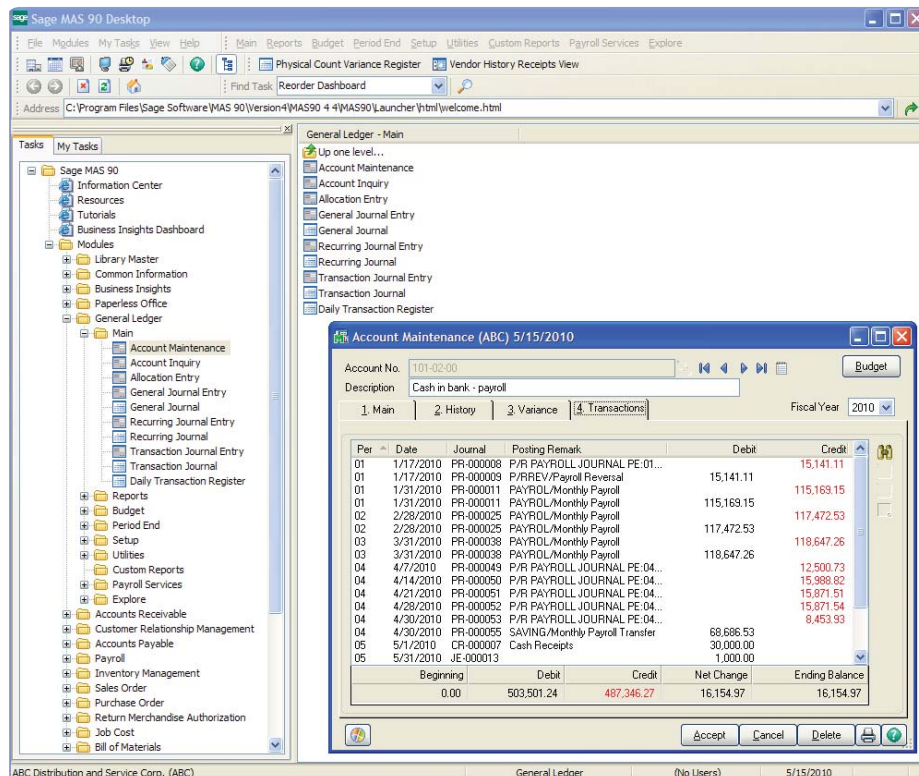 sage Sage MAS 90 Desktop
File Modules My Tasks View Help Main Reports Budget Period End Setup Utilities Custom Reports Payroll Services Explore
Physical Count Variance Register Vendor History Receipts View
Find Task Reorder Dashboard
Address C:\Program Files\Sage Software\MAS 90\Version4\MAS90 4 4\MAS90\Launcher\html\welcome.html
Tasks My Tasks
Sage MAS 90
Information Center
Resources
Tutorials
Business Insights Dashboard
Modules
Library Master
Common Information
Business Insights
Paperless Office
General Ledger
Main
Account Maintenance
Account Inquiry
Allocation Entry
General Journal Entry
General Journal
Recurring Journal Entry
Recurring Journal
Transaction Journal Entry
Transaction Journal
Daily Transaction Register
Reports
Budget
Period End
Setup
Utilities
Custom Reports
Payroll Services
Explore
Accounts Receivable
Customer Relationship Management
Accounts Payable
Payroll
Inventory Management
Sales Order
Purchase Order
Return Merchandise Authorization
Job Cost
Bill of Materials
General Ledger - Main
Up one level...
Account Maintenance
Account Inquiry
Allocation Entry
General Journal Entry
General Journal
Recurring Journal Entry
Recurring Journal
Transaction Journal Entry
Transaction Journal
Daily Transaction Register
Account Maintenance (ABC) 5/15/2010
Account No. 101-02-00 Budget
Description Cash in bank - payroll
1. Main 2. History 3. Variance 4. Transactions Fiscal Year 2010
Per Date Journal Posting Remark Debit Credit
01 1/17/2010 PR-000008 P/R PAYROLL JOURNAL PE:01... 15,141.11
01 1/17/2010 PR-000009 P/RREV/Payroll Reversal 15,141.11
01 1/31/2010 PR-000011 PAYROL/Monthly Payroll 115,169.15
01 1/31/2010 PR-000011 PAYROL/Monthly Payroll 115,169.15
02 2/28/2010 PR-000025 PAYROL/Monthly Payroll 117,472.53
02 2/28/2010 PR-000025 PAYROL/Monthly Payroll 117,472.53
03 3/31/2010 PR-000038 PAYROL/Monthly Payroll 118,647.26
03 3/31/2010 PR-000038 PAYROL/Monthly Payroll 118,647.26
04 4/7/2010 PR-000049 P/R PAYROLL JOURNAL PE:04... 12,500.73
04 4/14/2010 PR-000050 P/R PAYROLL JOURNAL PE:04... 15,988.82
04 4/21/2010 PR-000051 P/R PAYROLL JOURNAL PE:04... 15,871.51
04 4/28/2010 PR-000052 P/R PAYROLL JOURNAL PE:04... 15,871.54
04 4/30/2010 PR-000053 P/R PAYROLL JOURNAL PE:04... 8,453.93
04 4/30/2010 PR-000055 SAVING/Monthly Payroll Transfer 68,686.53
05 5/1/2010 CR-000007 Cash Receipts 30,000.00
05 5/31/2010 JE-000013 1,000.00
Beginning Debit Credit Net Change Ending Balance
0.00 503,501.24 487,346.27 16,154.97 16,154.97
Accept Cancel Delete
ABC Distribution and Service Corp. (ABC) General Ledger (No Users) 5/15/2010